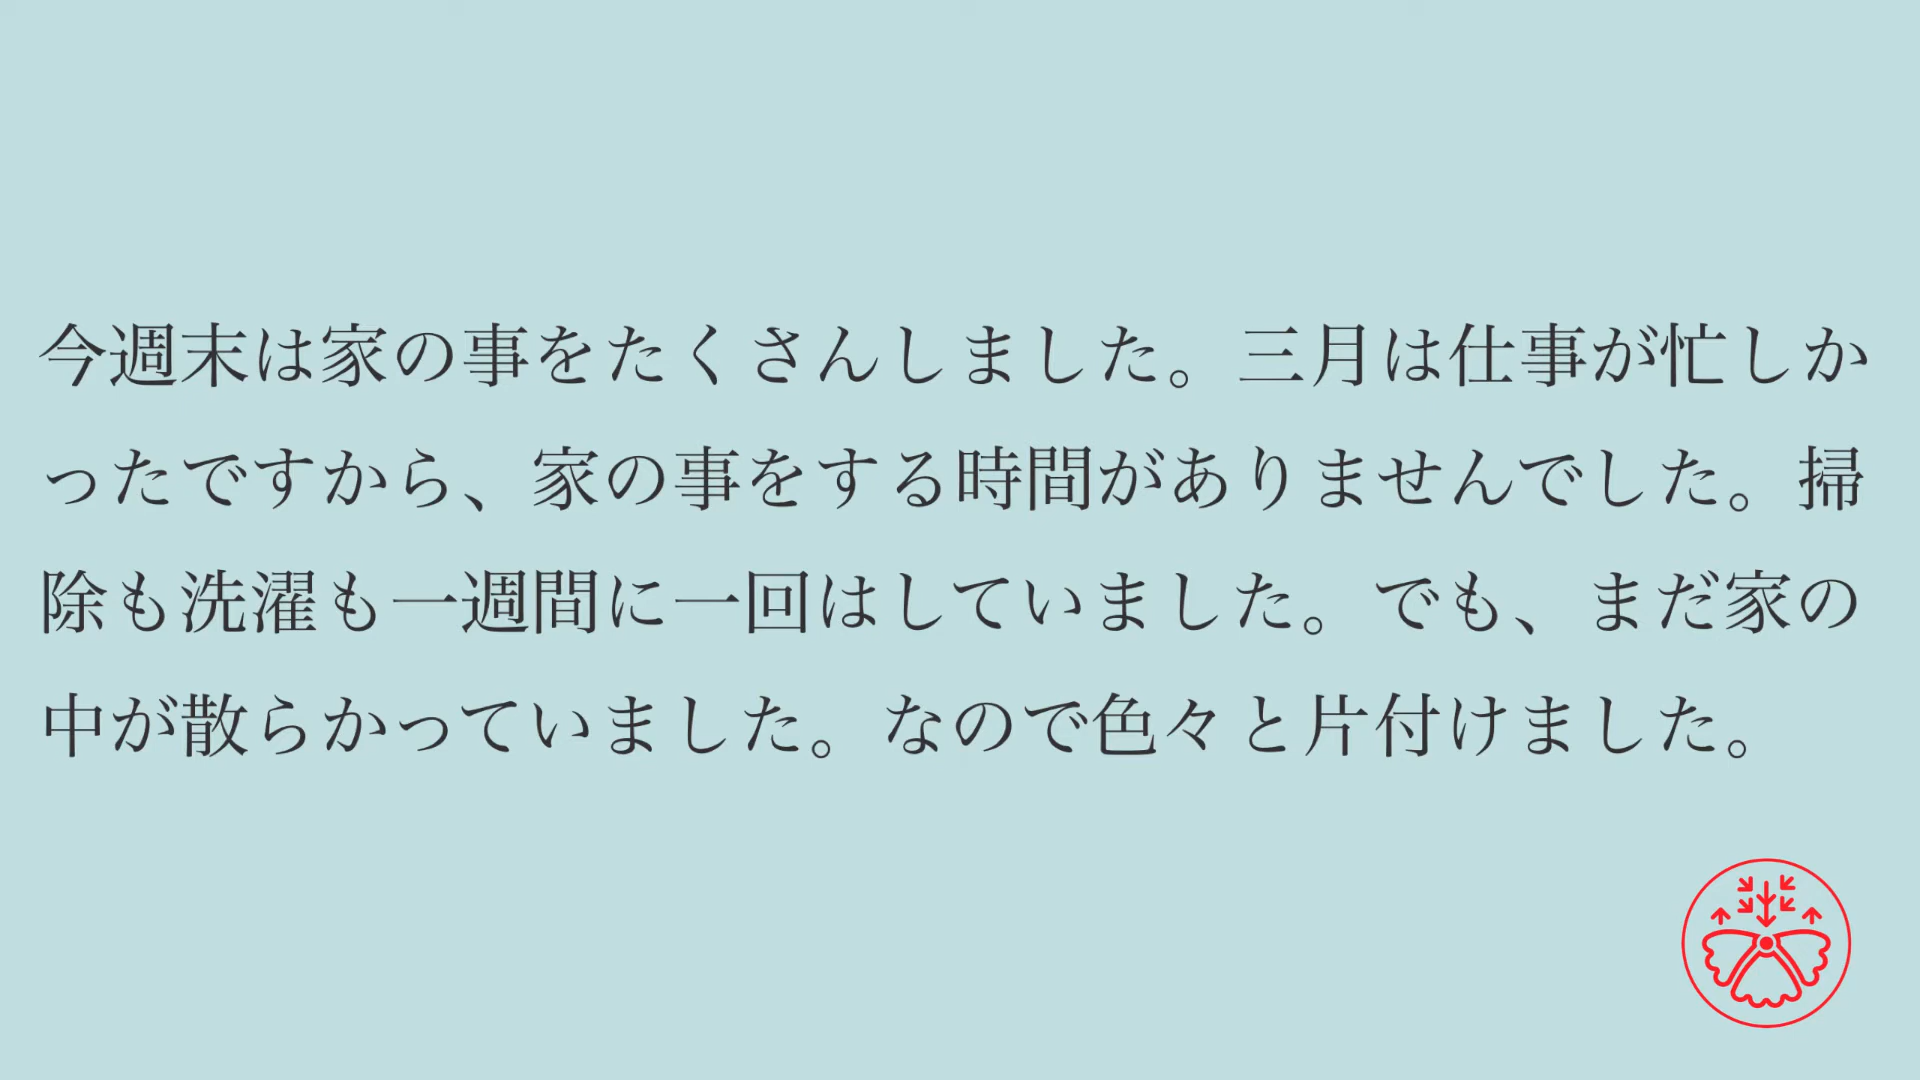 今週末は家の事をたくさんしました。三月は仕事が忙しか
ったですから、家の事をする時間がありませんでした。掃
除も洗濯も一週間に一回はしていました。でも、まだ家の
中が散らかっていました。なので色々と片付けました。